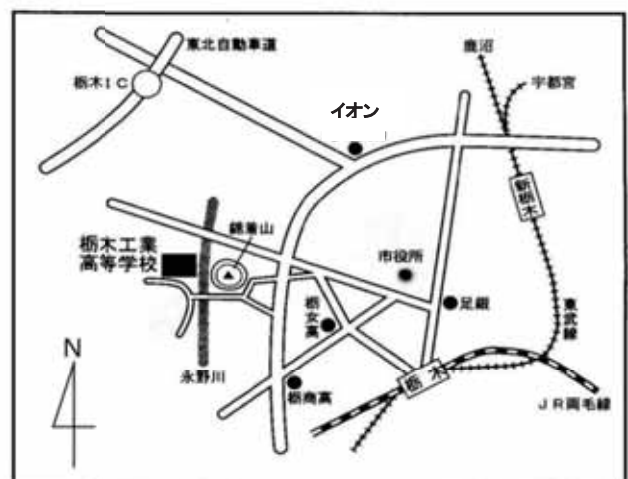 東北自動車道
栃木IC
鹿沼
宇都宮
イオン
新栃木
錦着山
栃木工業
高等学校
市役所
栃女高
足銀
東武線
永野川
栃商高
栃木
JR両毛線
N